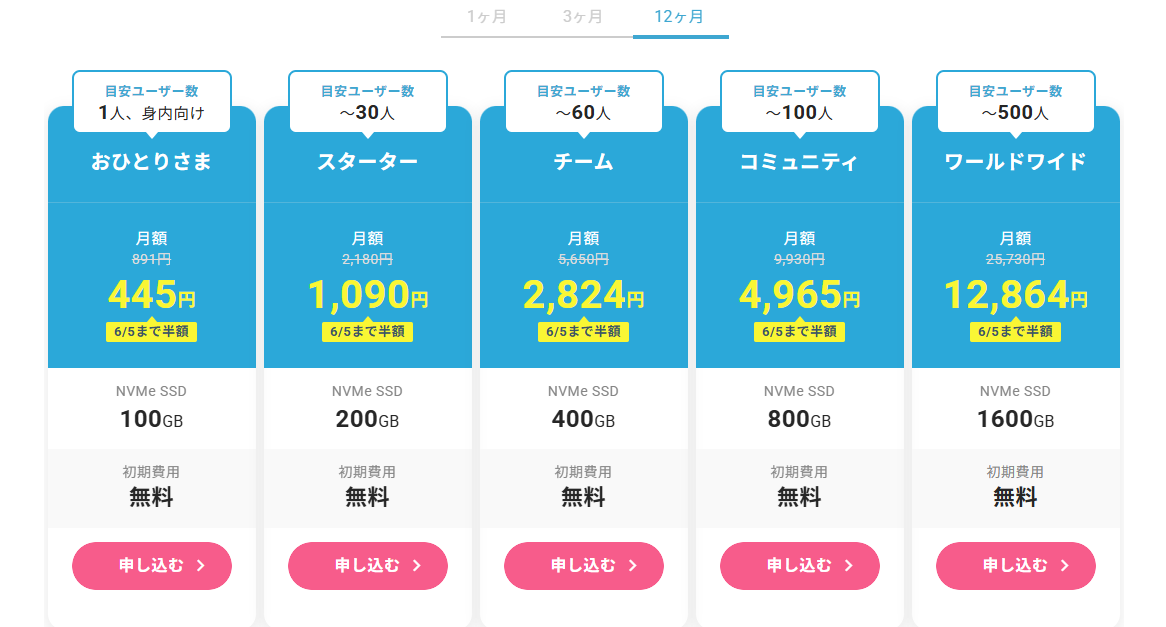 1ヶ月 3ヶ月 12ヶ月
目安ユーザー数
1人、身内向け
おひとりさま
月額
891円
445円
6/5まで半額
NVMe SSD
100GB
初期費用
無料
申し込む
目安ユーザー数
～30人
スターター
月額
2,180円
1,090円
6/5まで半額
NVMe SSD
200GB
初期費用
無料
申し込む
目安ユーザー数
～60人
チーム
月額
5,650円
2,824円
6/5まで半額
NVMe SSD
400GB
初期費用
無料
申し込む
目安ユーザー数
～100人
コミュニティ
月額
9,930円
4,965円
6/5まで半額
NVMe SSD
800GB
初期費用
無料
申し込む
目安ユーザー数
～500人
ワールドワイド
月額
25,730円
12,864円
6/5まで半額
NVMe SSD
1600GB
初期費用
無料
申し込む